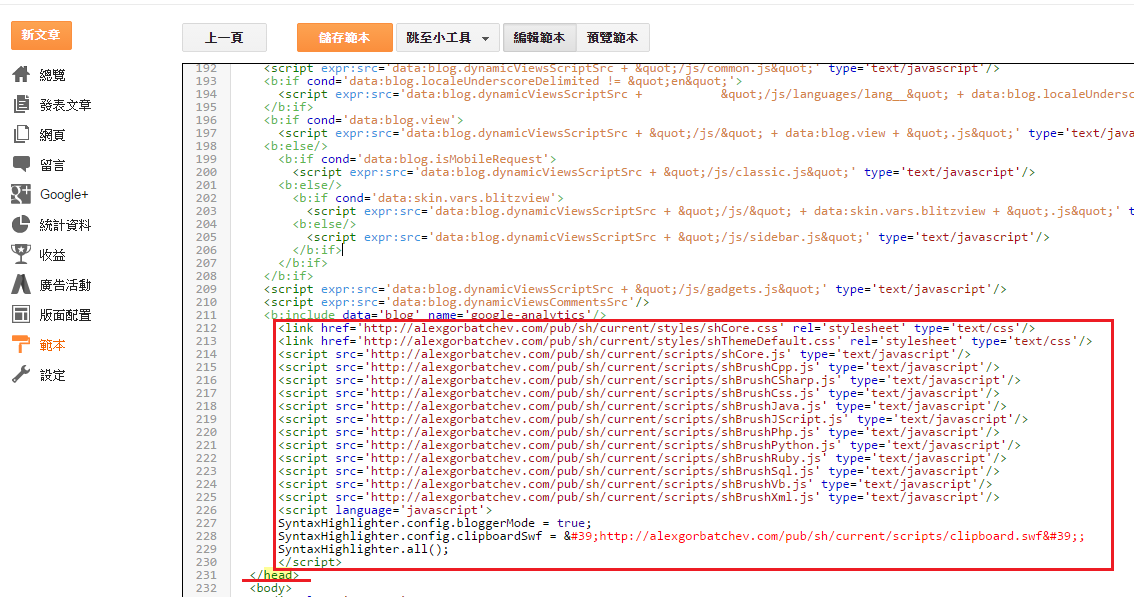 新文章
總覽
發表文章
網頁
留言
Google+
統計資料
收益
廣告活動
版面配置
範本
設定
上一頁 儲存範本 跳至小工具 編輯範本 預覽範本
192 <script expr:src='data:blog.dynamicViewsScriptSrc + &quot;/js/common.js&quot;' type='text/javascript'/>
193 <b:if cond='data:blog.localeUnderscoreDelimited != &quot;en&quot;'>
194 <script expr:src='data:blog.dynamicViewsScriptSrc + &quot;/js/languages/lang__&quot; + data:blog.localeUndersc
195 </b:if>
196 <b:if cond='data:blog.view'>
197 <script expr:src='data:blog.dynamicViewsScriptSrc + &quot;/js/&quot; + data:blog.view + &quot;.js&quot;' type='text/java
198 <b:else/>
199 <b:if cond='data:blog.isMobileRequest'>
200 <script expr:src='data:blog.dynamicViewsScriptSrc + &quot;/js/classic.js&quot;' type='text/javascript'/>
201 <b:else/>
202 <b:if cond='data:skin.vars.blitzview'>
203 <script expr:src='data:blog.dynamicViewsScriptSrc + &quot;/js/&quot; + data:skin.vars.blitzview + &quot;.js&quot;' t
204 <b:else/>
205 <script expr:src='data:blog.dynamicViewsScriptSrc + &quot;/js/sidebar.js&quot;' type='text/javascript'/>
206 </b:if>
207 </b:if>
208 </b:if>
209 <script expr:src='data:blog.dynamicViewsScriptSrc + &quot;/js/gadgets.js&quot;' type='text/javascript'/>
210 <script expr:src='data:blog.dynamicViewsCommentsSrc'/>
211 <b:include data='blog' name='google-analytics'/>
212 <link href='http://alexgorbatchev.com/pub/sh/current/styles/shCore.css' rel='stylesheet' type='text/css'/>
213 <link href='http://alexgorbatchev.com/pub/sh/current/styles/shThemeDefault.css' rel='stylesheet' type='text/css'/>
214 <script src='http://alexgorbatchev.com/pub/sh/current/scripts/shCore.js' type='text/javascript'/>
215 <script src='http://alexgorbatchev.com/pub/sh/current/scripts/shBrushCpp.js' type='text/javascript'/>
216 <script src='http://alexgorbatchev.com/pub/sh/current/scripts/shBrushCSharp.js' type='text/javascript'/>
217 <script src='http://alexgorbatchev.com/pub/sh/current/scripts/shBrushCss.js' type='text/javascript'/>
218 <script src='http://alexgorbatchev.com/pub/sh/current/scripts/shBrushJava.js' type='text/javascript'/>
219 <script src='http://alexgorbatchev.com/pub/sh/current/scripts/shBrushJScript.js' type='text/javascript'/>
220 <script src='http://alexgorbatchev.com/pub/sh/current/scripts/shBrushPhp.js' type='text/javascript'/>
221 <script src='http://alexgorbatchev.com/pub/sh/current/scripts/shBrushPython.js' type='text/javascript'/>
222 <script src='http://alexgorbatchev.com/pub/sh/current/scripts/shBrushRuby.js' type='text/javascript'/>
223 <script src='http://alexgorbatchev.com/pub/sh/current/scripts/shBrushSql.js' type='text/javascript'/>
224 <script src='http://alexgorbatchev.com/pub/sh/current/scripts/shBrushVb.js' type='text/javascript'/>
225 <script src='http://alexgorbatchev.com/pub/sh/current/scripts/shBrushXml.js' type='text/javascript'/>
226 <script language='javascript'>
227 SyntaxHighlighter.config.bloggerMode = true;
228 SyntaxHighlighter.config.clipboardSwf = &#39;http://alexgorbatchev.com/pub/sh/current/scripts/clipboard.swf&#39;;
229 SyntaxHighlighter.all();
230 </script>
231 </head>
232 <body>